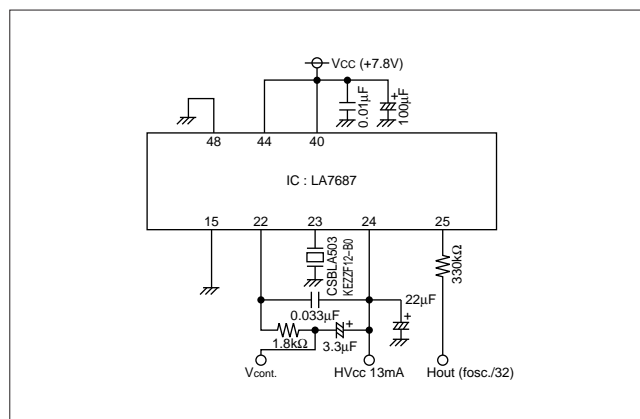 Vcc (+7.8V)
0.01µF
100µF
+
48
44
40
IC : LA7687
15
22
23
24
25
CSBLA503
KEZZF12-B0
330kΩ
0.033µF
22µF
+
1.8kΩ
3.3µF
+
Vcont.
HVcc 13mA
Hout (fosc./32)